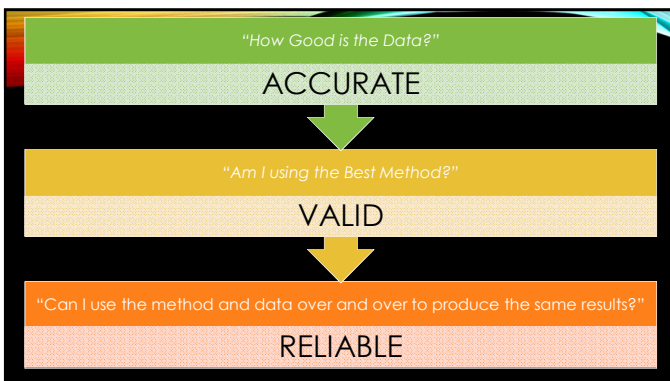 “How Good is the Data?”
ACCURATE
“Am I using the Best Method?”
VALID
“Can I use the method and data over and over to produce the same results?”
RELIABLE